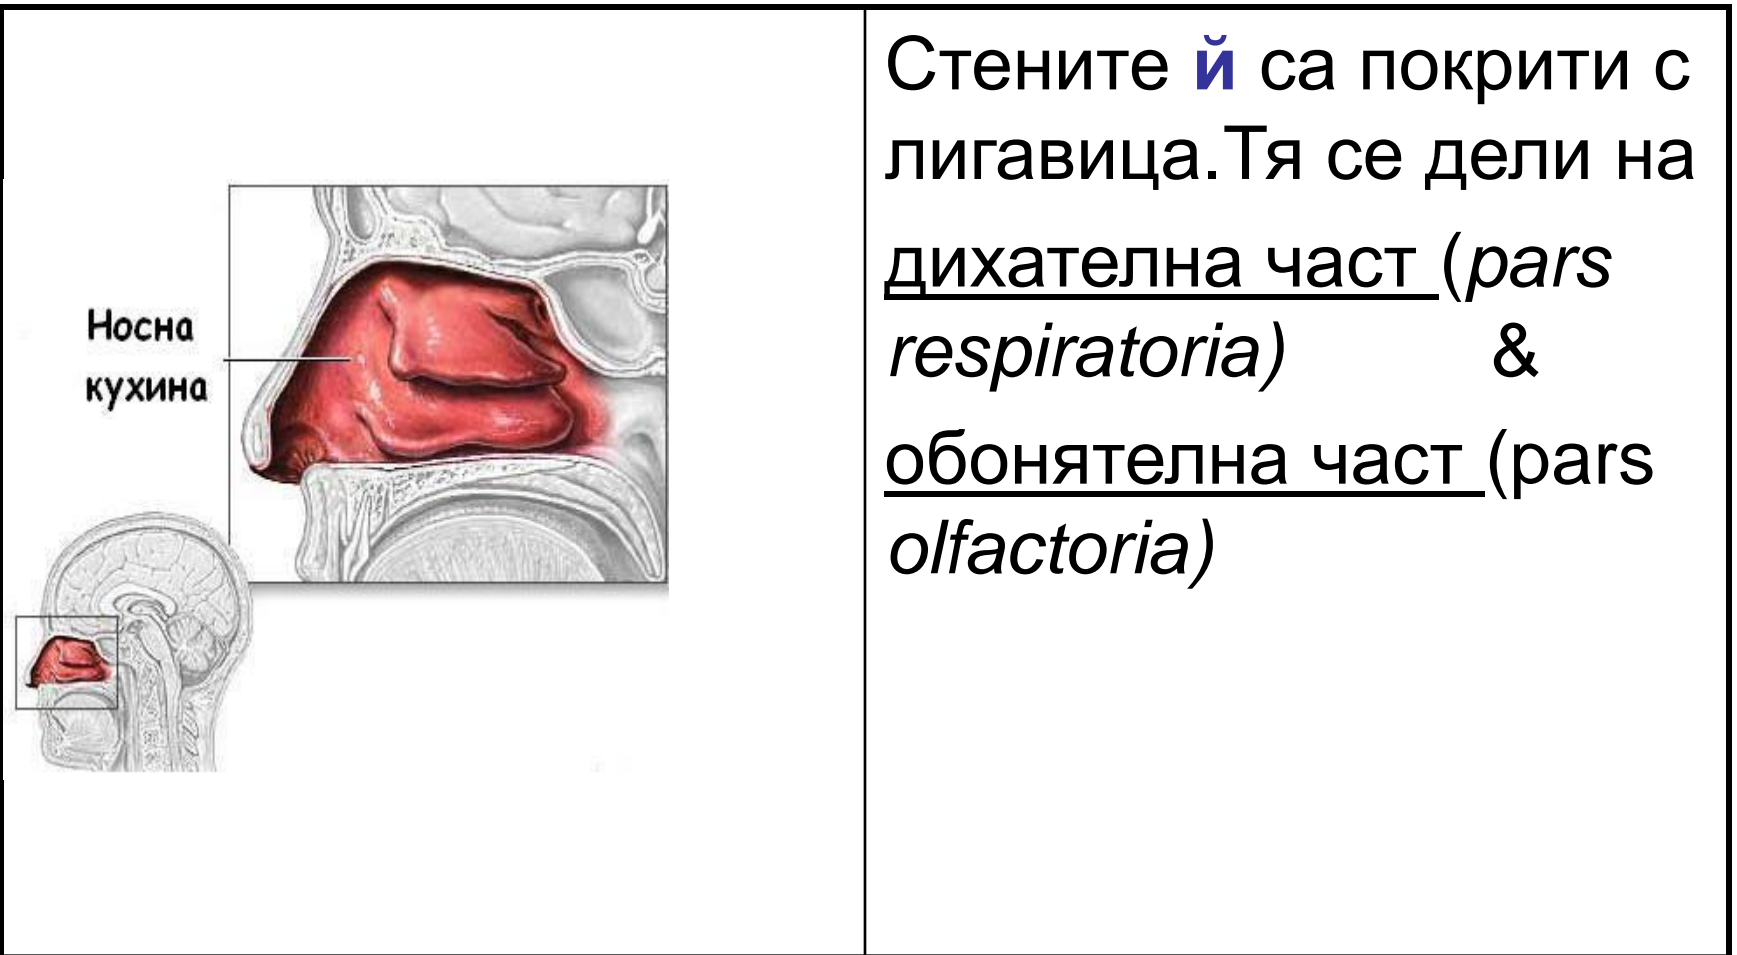 Носна
кухина
Стените й са покрити с
лигавица.Тя се дели на
дихателна част (pars
respiratoria) &
обонятелна част (pars
olfactoria)